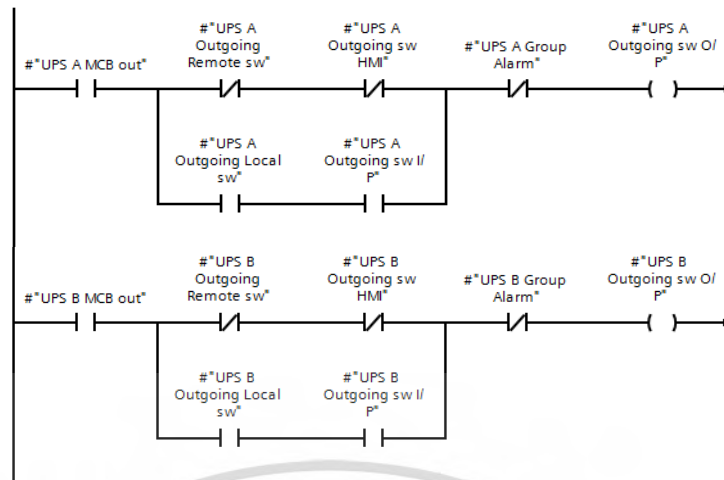 #"UPS A MCB out"
#"UPS A
Outgoing
Remote sw"
#"UPS A
Outgoing sw
HMI"
#"UPS A Group
Alarm"
#"UPS A
Outgoing sw O/
P"
#"UPS A
Outgoing Local
sw"
#"UPS A
Outgoing sw I/
P"
#"UPS B MCB out"
#"UPS B
Outgoing
Remote sw"
#"UPS B
Outgoing sw
HMI"
#"UPS B Group
Alarm"
#"UPS B
Outgoing sw O/
P"
#"UPS B
Outgoing Local
sw"
#"UPS B
Outgoing sw I/
P"